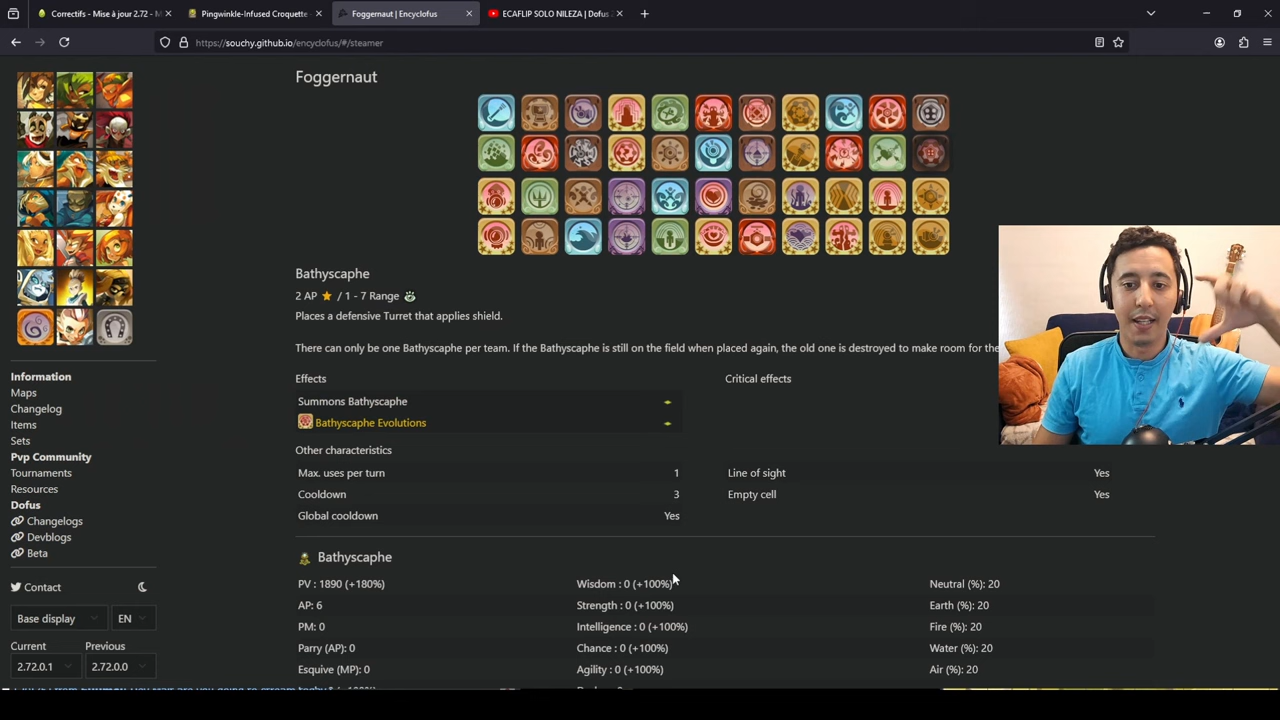 Correctifs - Mise à jour 2.72 - M
Pingwinkle-Infused Croquette
Foggernaut | Encyclofus
ECAFLIP SOLO NILEZA | Dofus
https://souchy.github.io/encyclofus/#/steamer
Foggernaut
Bathyscaphe
2 AP / 1 - 7 Range
Places a defensive Turret that applies shield.
There can only be one Bathyscaphe per team. If the Bathyscaphe is still on the field when placed again, the old one is destroyed to make room for the
Effects
Critical effects
Summons Bathyscaphe
Bathyscaphe Evolutions
Other characteristics
Max. uses per turn 1
Line of sight Yes
Cooldown 3
Empty cell Yes
Global cooldown Yes
Bathyscaphe
PV : 1890 (+180%)
Wisdom : 0 (+100%)
Neutral (%): 20
AP: 6
Strength : 0 (+100%)
Earth (%): 20
PM: 0
Intelligence : 0 (+100%)
Fire (%): 20
Parry (AP): 0
Chance : 0 (+100%)
Water (%): 20
Esquive (MP): 0
Agility : 0 (+100%)
Air (%): 20
Information
Maps
Changelog
Items
Sets
Pvp Community
Tournaments
Resources
Dofus
Changelogs
Devblogs
Beta
Contact
Base display
EN
Current
Previous
2.72.0.1
2.72.0.0